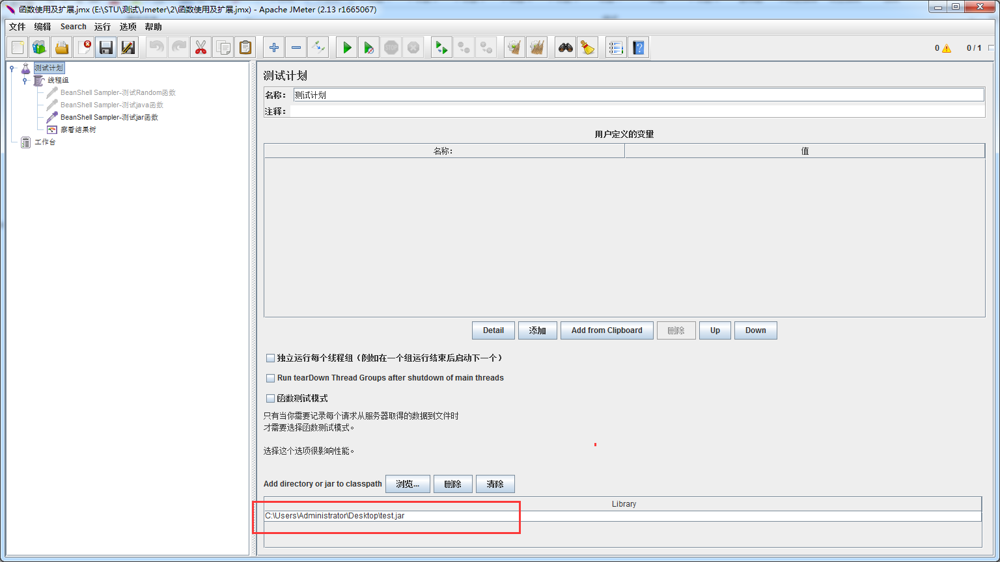 函数使用及扩展.jmx (E:\STU\测试\Jmeter\2\函数使用及扩展.jmx) - Apache JMeter (2.13 r1665067)
文件 编辑 Search 运行 选项 帮助
STOP
0 0 / 1
测试计划
线程组
BeanShell Sampler-测试Random函数
BeanShell Sampler-测试java函数
BeanShell Sampler-测试jar函数
察看结果树
工作台
测试计划
名称： 测试计划
注释：
用户定义的变量
名称： 值
Detail 添加 Add from Clipboard 删除 Up Down
独立运行每个线程组（例如在一个组运行结束后启动下一个）
Run tearDown Thread Groups after shutdown of main threads
函数测试模式
只有当你需要记录每个请求从服务器取得的数据到文件时
才需要选择函数测试模式。
选择这个选项很影响性能。
Add directory or jar to classpath 浏览... 删除 清除
Library
C:\Users\Administrator\Desktop\test.jar